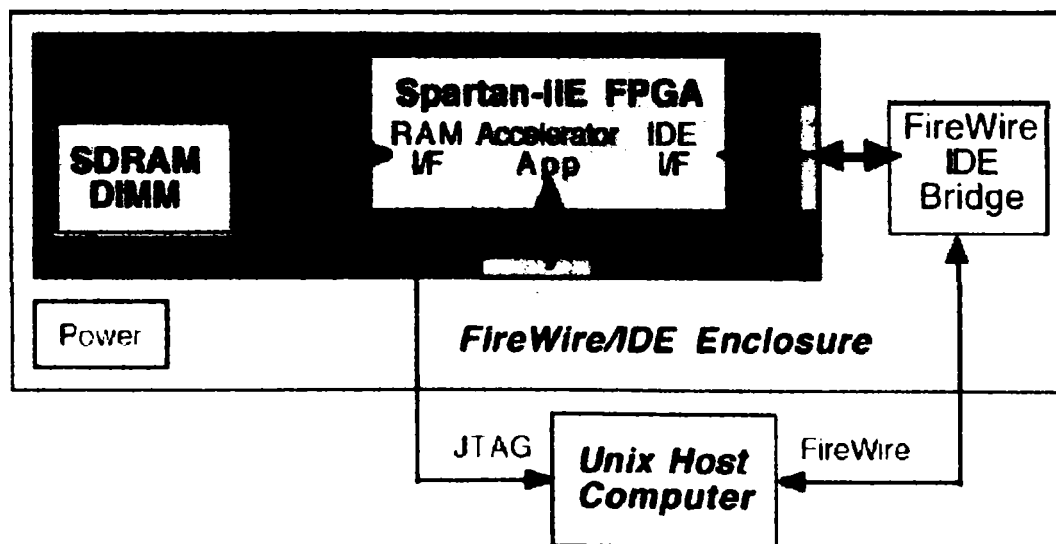 Spartan-IIE FPGA
RAM Accelerator IDE
I/F App I/F
SDRAM
DIMM
FireWire
IDE
Bridge
Power
FireWire/IDE Enclosure
JTAG
FireWire
Unix Host
Computer